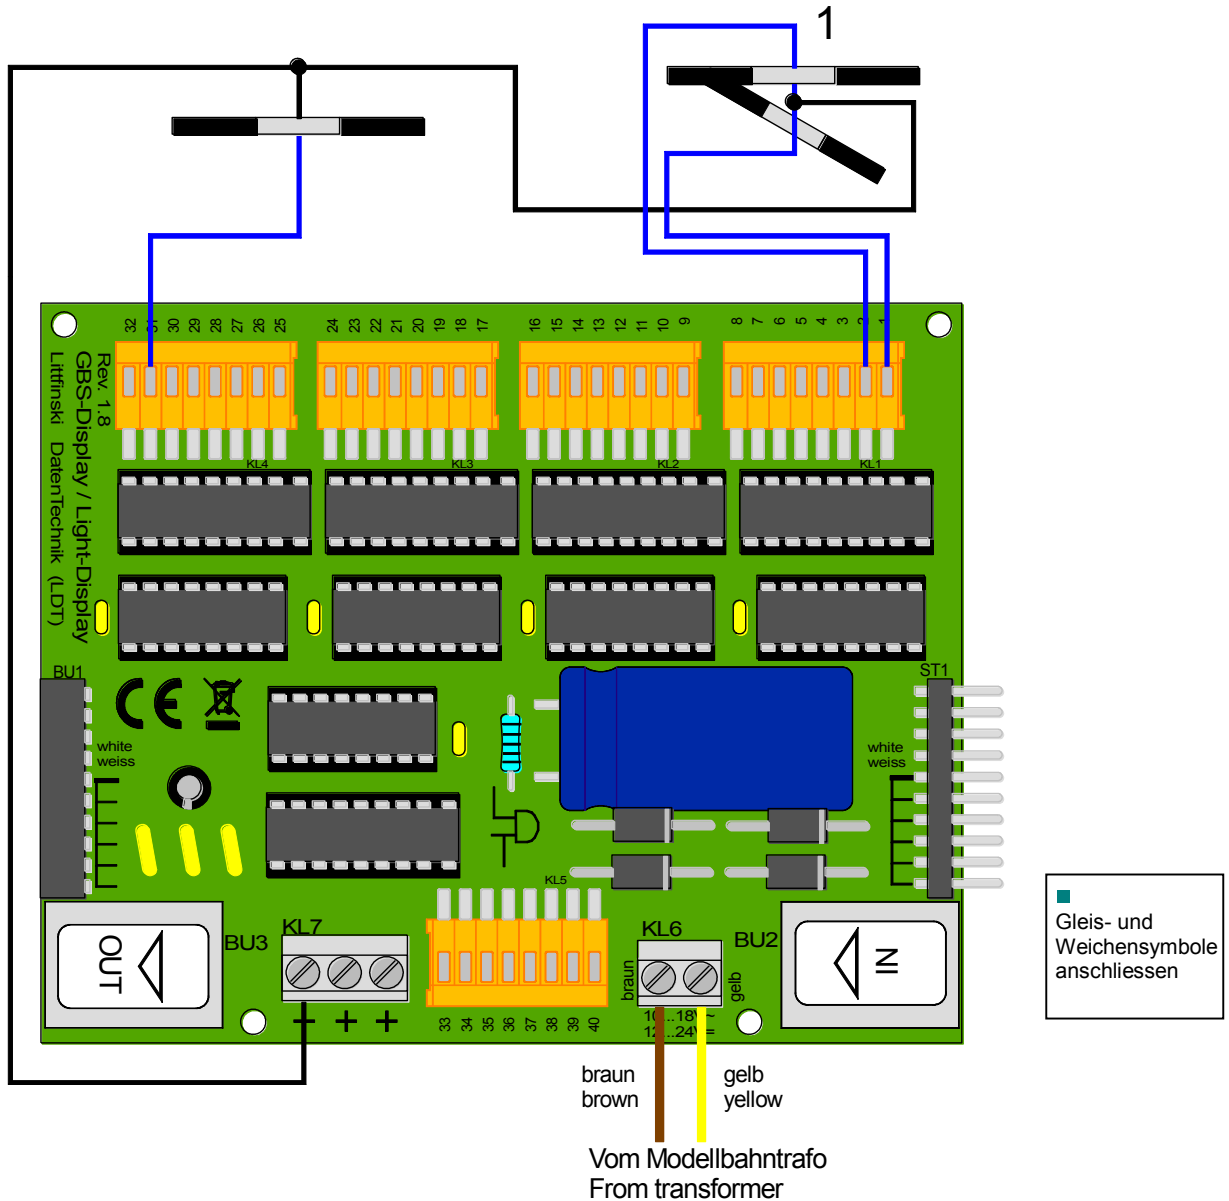 1
32 31 30 29 28 27 26 25
24 23 22 21 20 19 18 17
16 15 14 13 12 11 10 9
8 7 6 5 4 3 2 1
Rev. 1.8
GBS-Display / Light-Display
Littfinski DatenTechnik (LDT)
KL4
KL3
KL2
KL1
BU1
ST1
white
weiss
white
weiss
KL5
OUT
BU3
KL7
KL6
BU2
IN
braun
gelb
+ + +
33 34 35 36 37 38 39 40
10...18V~
12...24V=
braun
brown
gelb
yellow
Vom Modellbahntrafo
From transformer
Gleis- und
Weichensymbole
anschliessen